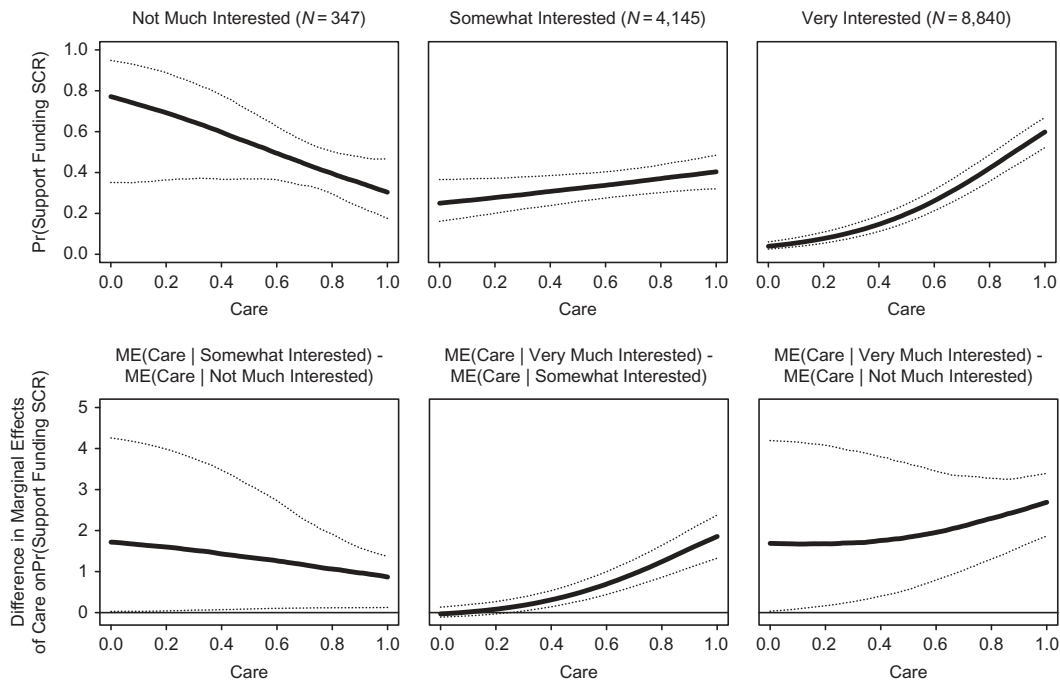 Not Much Interested (N = 347)
Somewhat Interested (N = 4,145)
Very Interested (N = 8,840)
Pr(Support Funding SCR)
1.0
0.8
0.6
0.4
0.2
0.0
0.0 0.2 0.4 0.6 0.8 1.0
0.0 0.2 0.4 0.6 0.8 1.0
0.0 0.2 0.4 0.6 0.8 1.0
Care
Care
Care
ME(Care | Somewhat Interested) -
ME(Care | Not Much Interested)
ME(Care | Very Much Interested) -
ME(Care | Somewhat Interested)
ME(Care | Very Much Interested) -
ME(Care | Not Much Interested)
Difference in Marginal Effects
of Care onPr(Support Funding SCR)
5
4
3
2
1
0
0.0 0.2 0.4 0.6 0.8 1.0
0.0 0.2 0.4 0.6 0.8 1.0
0.0 0.2 0.4 0.6 0.8 1.0
Care
Care
Care